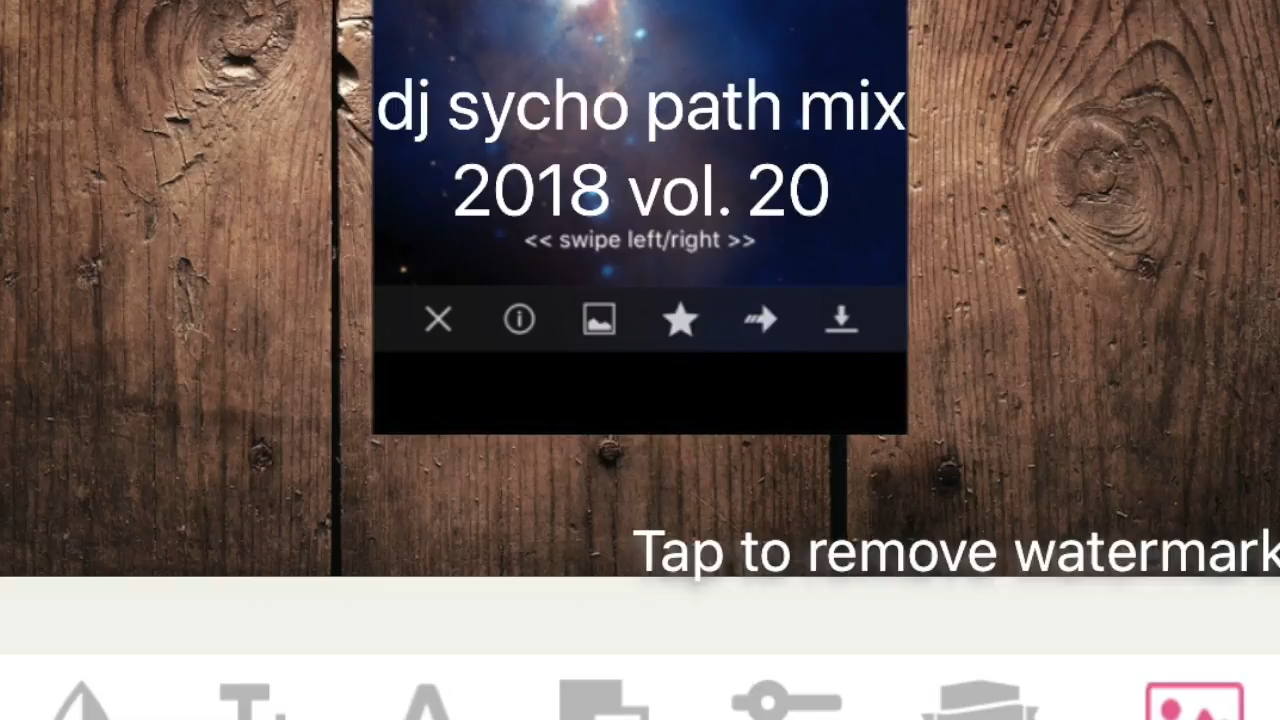 dj sycho path mix
2018 vol. 20
<< swipe left/right >>
Tap to remove watermark